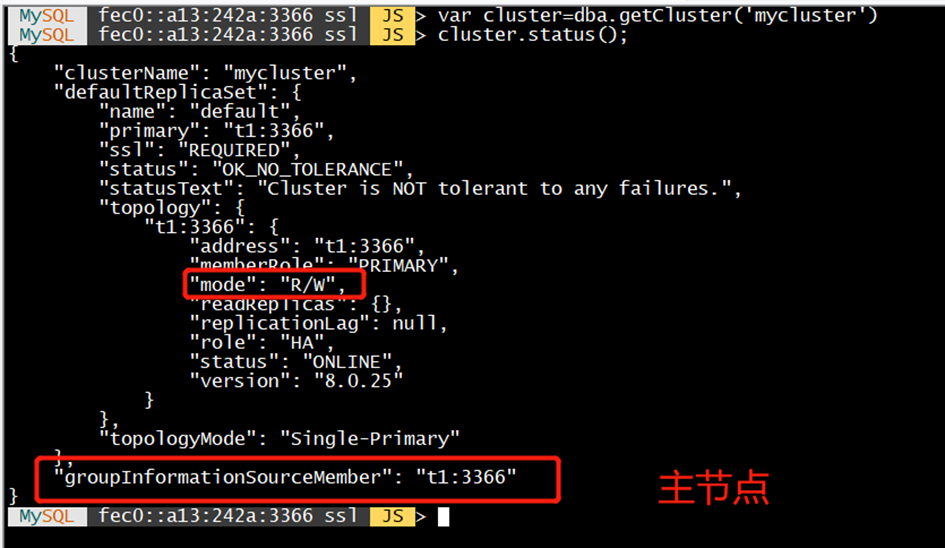 MySQL fec0::a13:242a:3366 ssl JS > var cluster=dba.getCluster('mycluster')
MySQL fec0::a13:242a:3366 ssl JS > cluster.status();
{
    "clusterName": "mycluster",
    "defaultReplicaSet": {
        "name": "default",
        "primary": "t1:3366",
        "ssl": "REQUIRED",
        "status": "OK_NO_TOLERANCE",
        "statusText": "Cluster is NOT tolerant to any failures.",
        "topology": {
            "t1:3366": {
                "address": "t1:3366",
                "memberRole": "PRIMARY",
                "mode": "R/W",
                "readReplicas": {},
                "replicationLag": null,
                "role": "HA",
                "status": "ONLINE",
                "version": "8.0.25"
            }
        },
        "topologyMode": "Single-Primary"
    },
    "groupInformationSourceMember": "t1:3366"
主节点
}
MySQL fec0::a13:242a:3366 ssl JS >